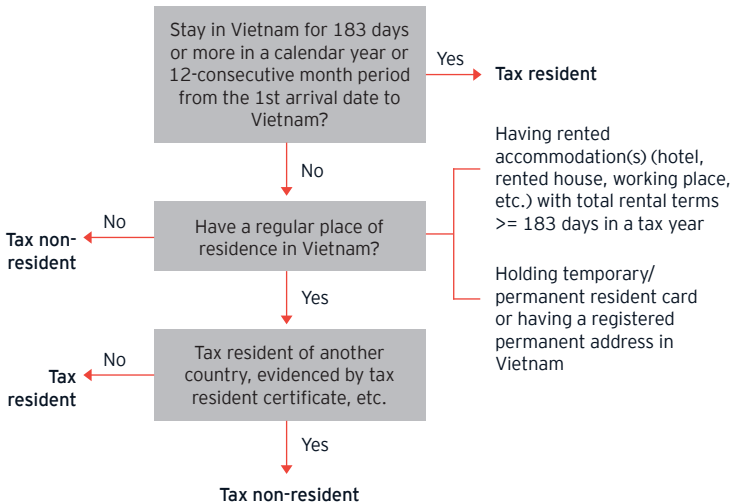 Stay in Vietnam for 183 days
or more in a calendar year or
12-consecutive month period
from the 1st arrival date to
Vietnam?
Yes
Tax resident
No
Having rented
accommodation(s) (hotel,
rented house, working place,
etc.) with total rental terms
>= 183 days in a tax year
Have a regular place of
residence in Vietnam?
No
Tax non-
resident
Holding temporary/
permanent resident card
or having a registered
permanent address in
Vietnam
Yes
Tax resident of another
country, evidenced by tax
resident certificate, etc.
No
Tax
resident
Yes
Tax non-resident